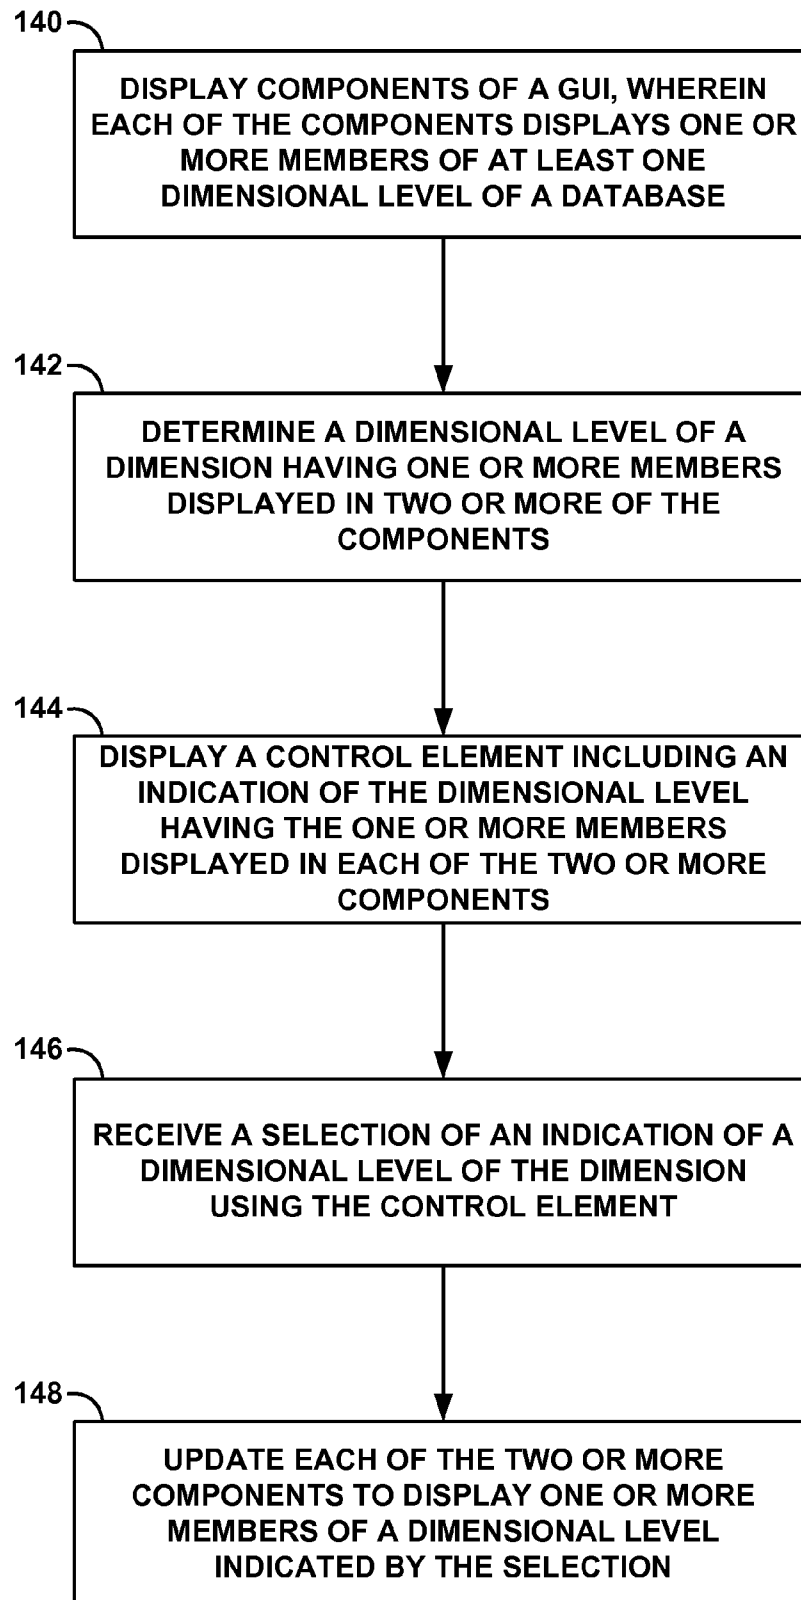 140
DISPLAY COMPONENTS OF A GUI, WHEREIN
EACH OF THE COMPONENTS DISPLAYS ONE OR
MORE MEMBERS OF AT LEAST ONE
DIMENSIONAL LEVEL OF A DATABASE
142
DETERMINE A DIMENSIONAL LEVEL OF A
DIMENSION HAVING ONE OR MORE MEMBERS
DISPLAYED IN TWO OR MORE OF THE
COMPONENTS
144
DISPLAY A CONTROL ELEMENT INCLUDING AN
INDICATION OF THE DIMENSIONAL LEVEL
HAVING THE ONE OR MORE MEMBERS
DISPLAYED IN EACH OF THE TWO OR MORE
COMPONENTS
146
RECEIVE A SELECTION OF AN INDICATION OF A
DIMENSIONAL LEVEL OF THE DIMENSION
USING THE CONTROL ELEMENT
148
UPDATE EACH OF THE TWO OR MORE
COMPONENTS TO DISPLAY ONE OR MORE
MEMBERS OF A DIMENSIONAL LEVEL
INDICATED BY THE SELECTION